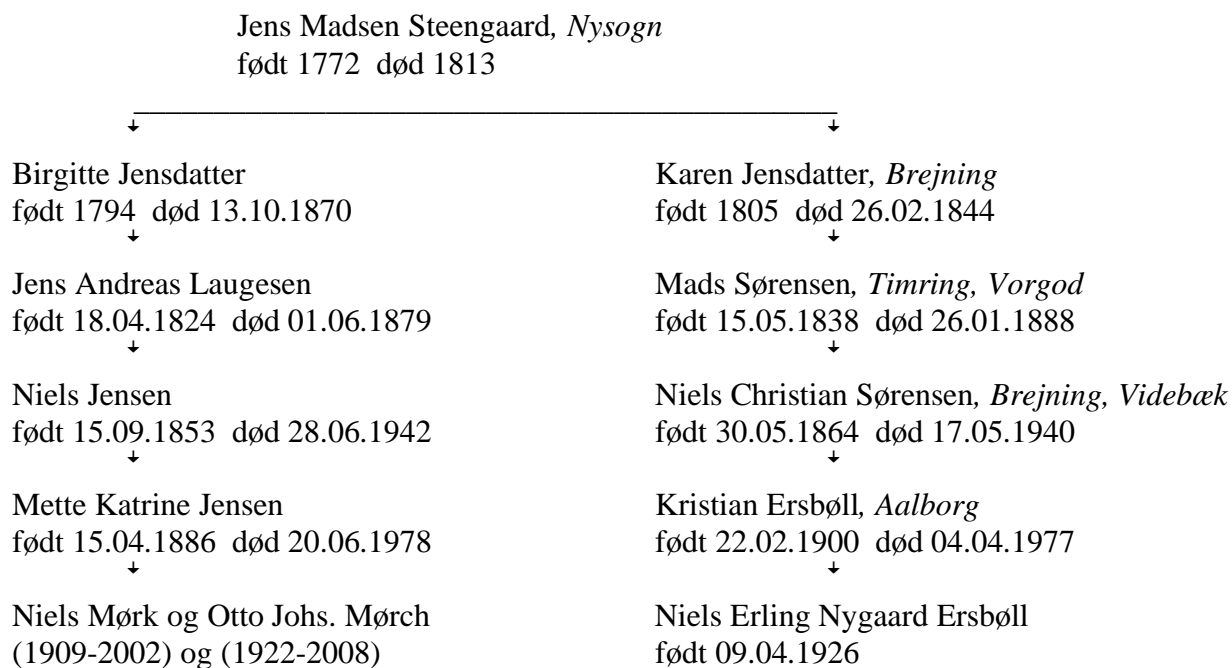 Jens Madsen Steengaard, Nysogn
født 1772  død 1813
Birgitte Jensdatter
født 1794  død 13.10.1870
Jens Andreas Laugesen
født 18.04.1824  død 01.06.1879
Niels Jensen
født 15.09.1853  død 28.06.1942
Mette Katrine Jensen
født 15.04.1886  død 20.06.1978
Niels Mørk og Otto Johs. Mørch
(1909-2002) og (1922-2008)
Karen Jensdatter, Brejning
født 1805  død 26.02.1844
Mads Sørensen, Timring, Vorgod
født 15.05.1838  død 26.01.1888
Niels Christian Sørensen, Brejning, Videbæk
født 30.05.1864  død 17.05.1940
Kristian Ersbøll, Aalborg
født 22.02.1900  død 04.04.1977
Niels Erling Nygaard Ersbøll
født 09.04.1926